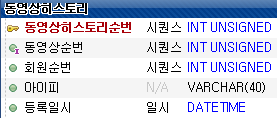 동영상히스토리
동영상히스토리순번 시퀀스 INT UNSIGNED
동영상순번 시퀀스 INT UNSIGNED
회원순번 시퀀스 INT UNSIGNED
아이피 N/A VARCHAR(40)
등록일시 일시 DATETIME